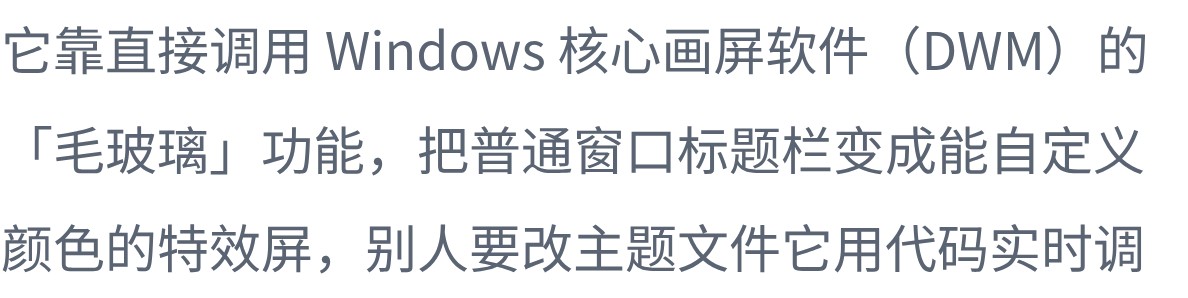 它靠直接调用 Windows 核心画屏软件（DWM）的
「毛玻璃」功能，把普通窗口标题栏变成能自定义
颜色的特效屏，别人要改主题文件它用代码实时调